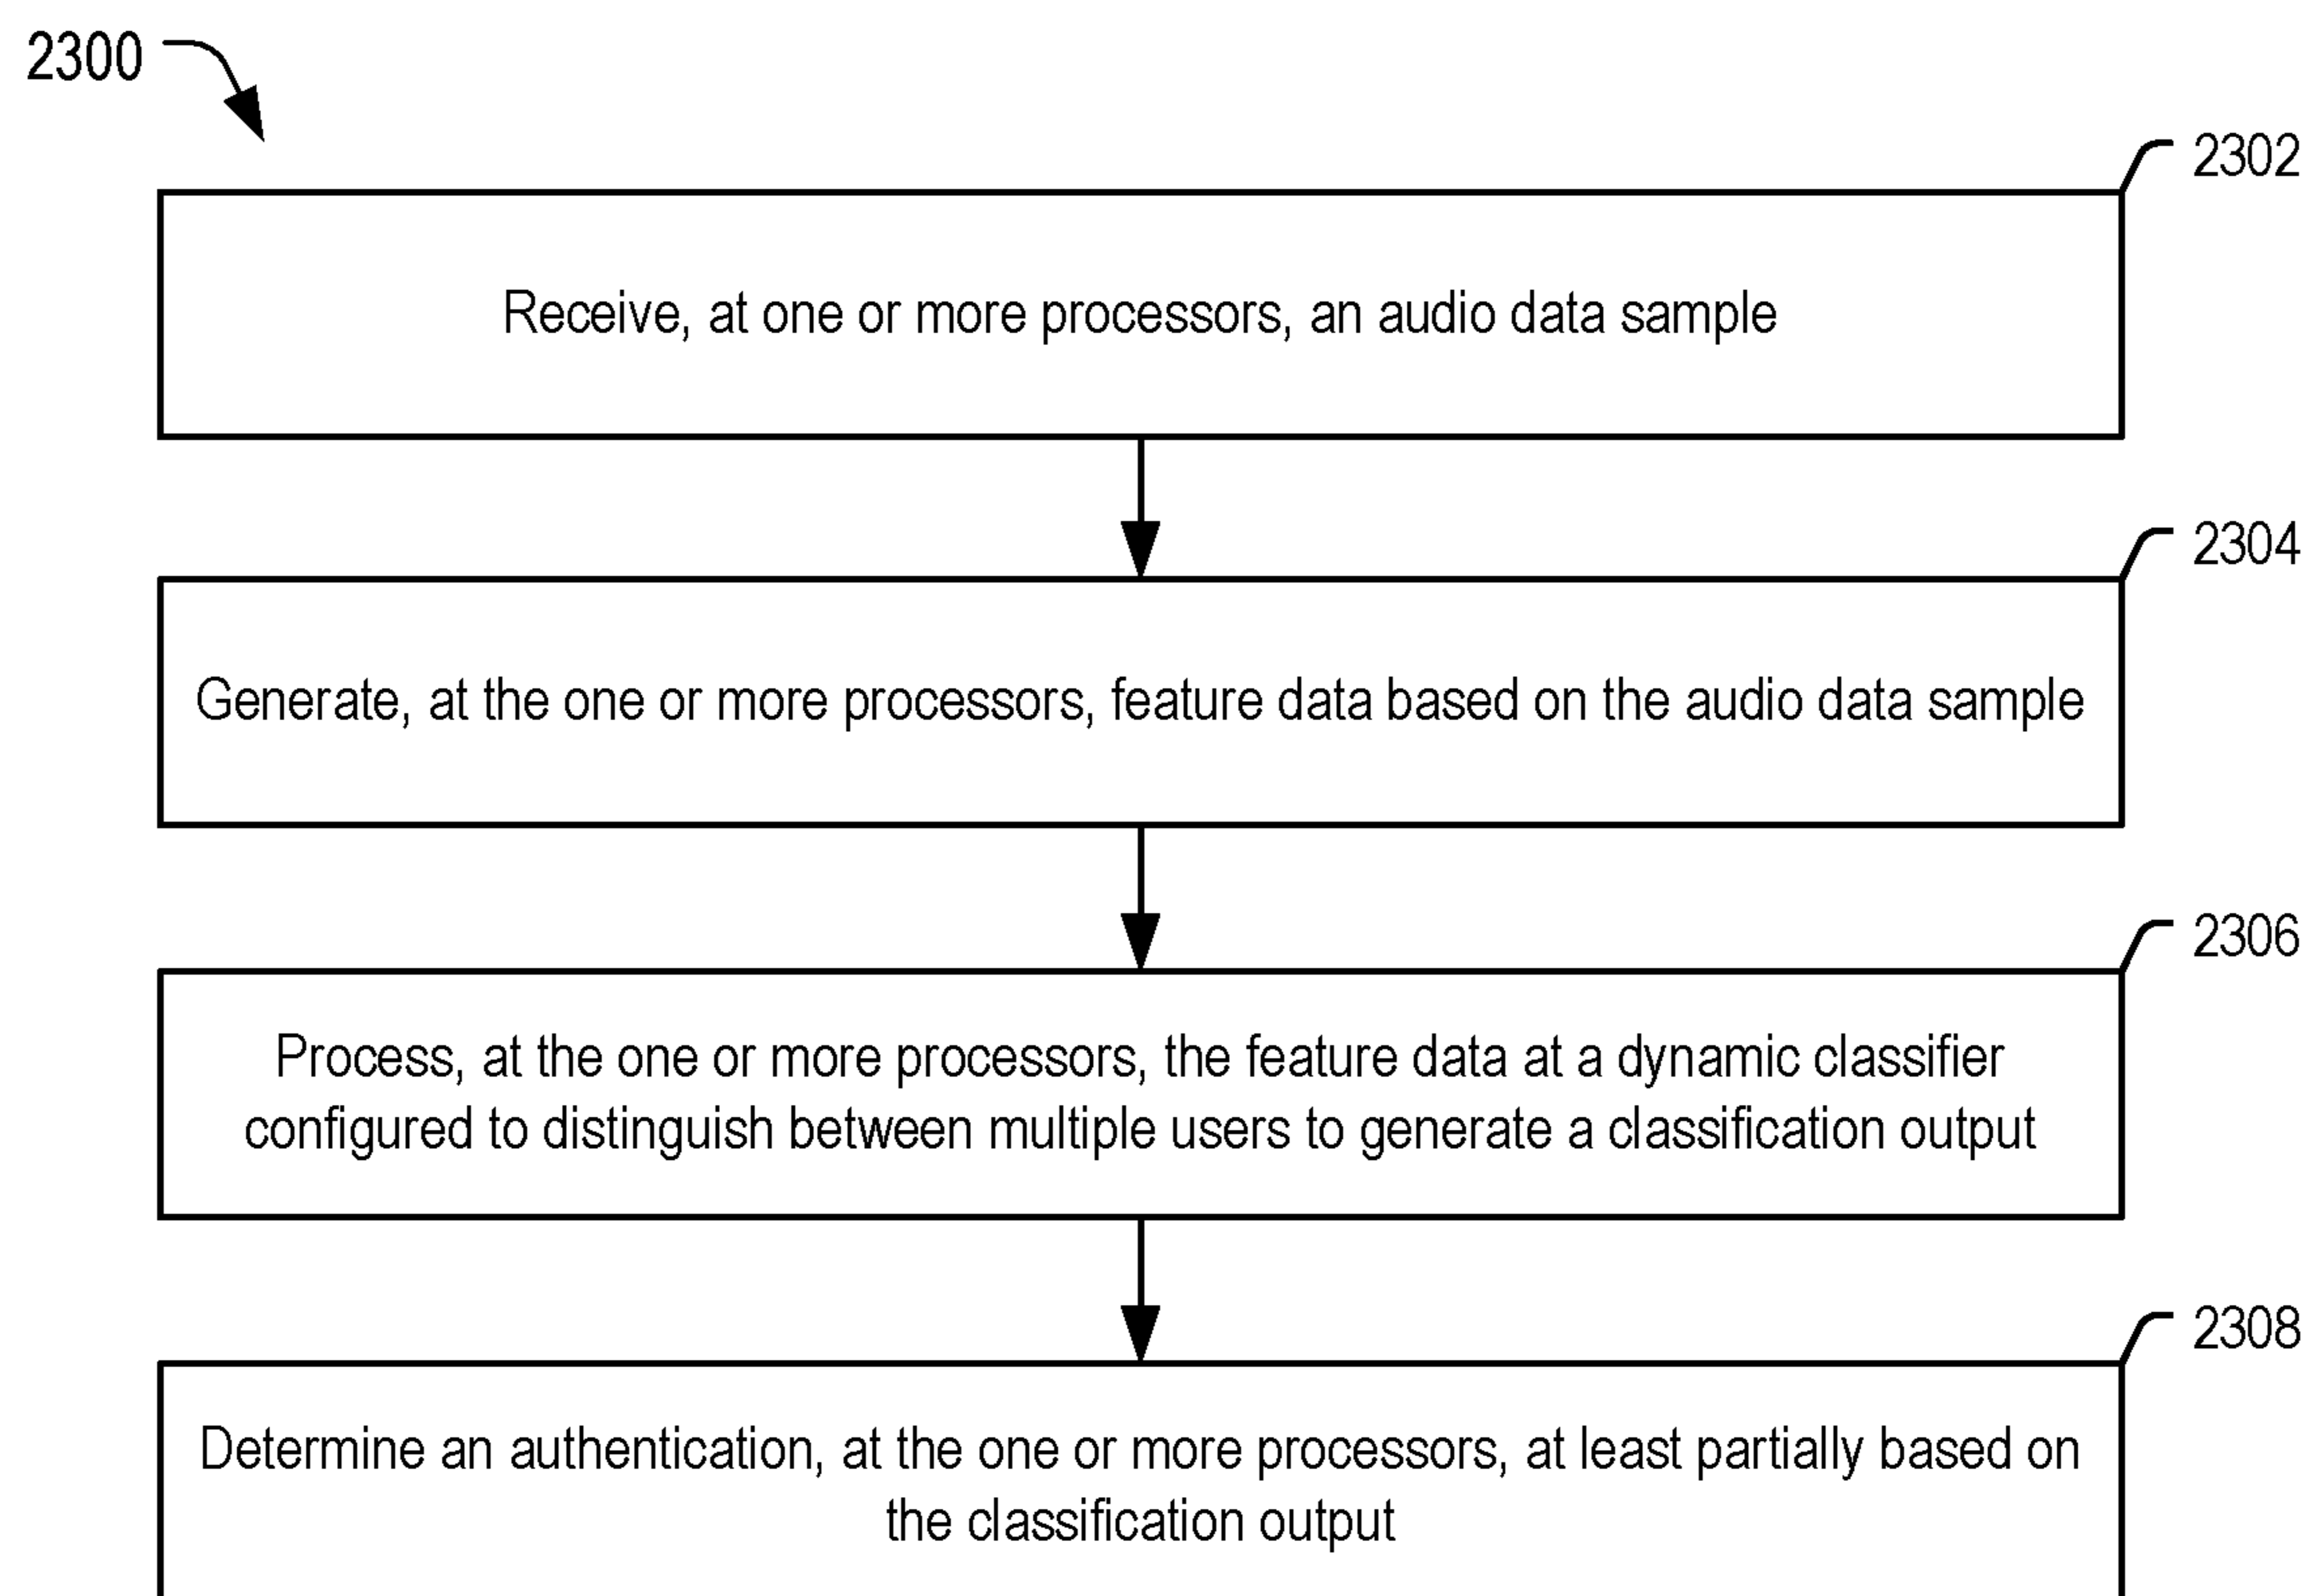 2300
2302
Receive, at one or more processors, an audio data sample
2304
Generate, at the one or more processors, feature data based on the audio data sample
2306
Process, at the one or more processors, the feature data at a dynamic classifier
configured to distinguish between multiple users to generate a classification output
2308
Determine an authentication, at the one or more processors, at least partially based on
the classification output